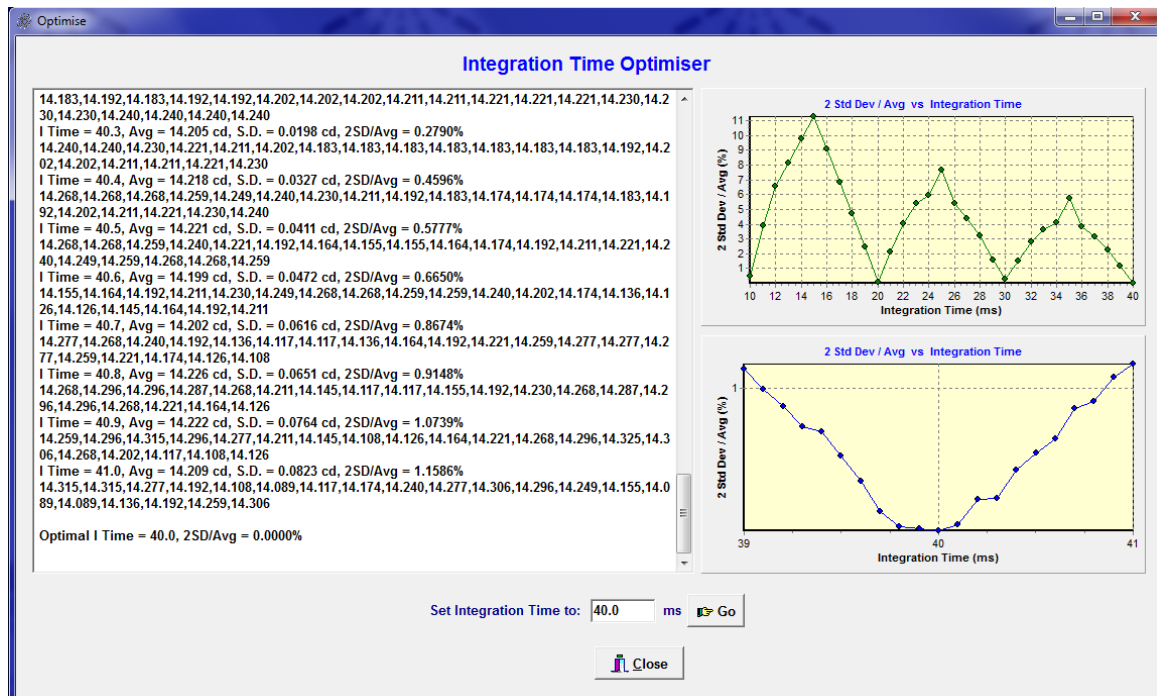 Optimise
Integration Time Optimiser
14.183,14.192,14.183,14.192,14.192,14.202,14.202,14.202,14.211,14.211,14.221,14.221,14.221,14.230,14.2
30,14.230,14.240,14.240,14.240,14.240
I Time = 40.3, Avg = 14.205 cd, S.D. = 0.0198 cd, 2SD/Avg = 0.2790%
14.240,14.240,14.230,14.221,14.211,14.202,14.183,14.183,14.183,14.183,14.183,14.183,14.183,14.192,14.2
02,14.202,14.211,14.211,14.221,14.230
I Time = 40.4, Avg = 14.218 cd, S.D. = 0.0327 cd, 2SD/Avg = 0.4596%
14.268,14.268,14.268,14.259,14.249,14.240,14.230,14.211,14.192,14.183,14.174,14.174,14.174,14.183,14.1
92,14.202,14.211,14.221,14.230,14.240
I Time = 40.5, Avg = 14.221 cd, S.D. = 0.0411 cd, 2SD/Avg = 0.5777%
14.268,14.268,14.259,14.240,14.221,14.192,14.164,14.155,14.155,14.164,14.174,14.192,14.211,14.221,14.2
40,14.249,14.259,14.268,14.268,14.259
I Time = 40.6, Avg = 14.199 cd, S.D. = 0.0472 cd, 2SD/Avg = 0.6650%
14.155,14.164,14.192,14.211,14.230,14.249,14.268,14.268,14.259,14.259,14.240,14.202,14.174,14.136,14.1
26,14.126,14.145,14.164,14.192,14.211
I Time = 40.7, Avg = 14.202 cd, S.D. = 0.0616 cd, 2SD/Avg = 0.8674%
14.277,14.268,14.240,14.192,14.136,14.117,14.117,14.136,14.164,14.192,14.221,14.259,14.277,14.277,14.2
77,14.259,14.221,14.174,14.126,14.108
I Time = 40.8, Avg = 14.226 cd, S.D. = 0.0651 cd, 2SD/Avg = 0.9148%
14.268,14.296,14.296,14.287,14.268,14.211,14.145,14.117,14.117,14.155,14.192,14.230,14.268,14.287,14.2
96,14.296,14.268,14.221,14.164,14.126
I Time = 40.9, Avg = 14.222 cd, S.D. = 0.0764 cd, 2SD/Avg = 1.0739%
14.259,14.296,14.315,14.296,14.277,14.211,14.145,14.108,14.126,14.164,14.221,14.268,14.296,14.325,14.3
06,14.268,14.202,14.117,14.108,14.126
I Time = 41.0, Avg = 14.209 cd, S.D. = 0.0823 cd, 2SD/Avg = 1.1586%
14.315,14.315,14.277,14.192,14.108,14.089,14.117,14.174,14.240,14.277,14.306,14.296,14.249,14.155,14.0
89,14.089,14.136,14.192,14.259,14.306
Optimal I Time = 40.0, 2SD/Avg = 0.0000%
2 Std Dev / Avg vs Integration Time
2 Std Dev / Avg (%)
11
10
9
8
7
6
5
4
3
2
1
10 12 14 16 18 20 22 24 26 28 30 32 34 36 38 40
Integration Time (ms)
2 Std Dev / Avg vs Integration Time
2 Std Dev / Avg (%)
1
39 40 41
Integration Time (ms)
Set Integration Time to: 40.0 ms Go
Close